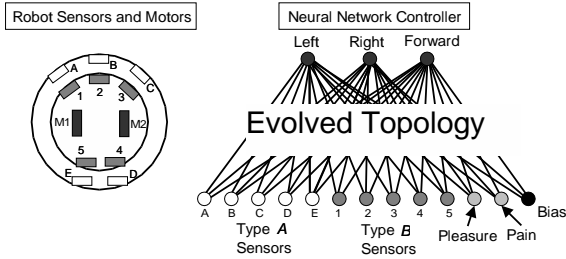 Robot Sensors and Motors
Neural Network Controller
Left Right Forward
A B C
1 2 3
M1 M2
5 4
E D
Evolved Topology
A B C D E 1 2 3 4 5
Bias
Type A
Sensors
Type B
Sensors
Pleasure Pain